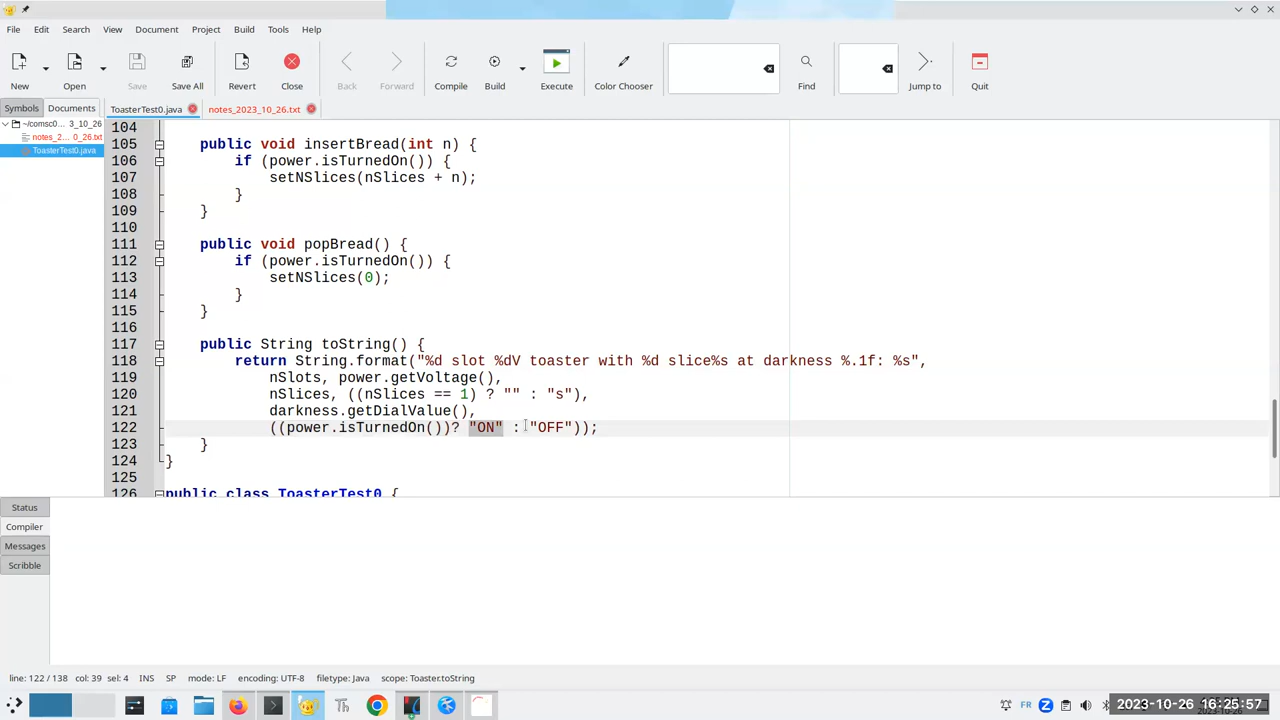 File Edit Search View Document Project Build Tools Help
New Open Save Save All Revert Close Back Forward Compile Build Execute Color Chooser Find Jump to Quit
Symbols Documents ToasterTest0.java notes_2023_10_26.txt
~/comsc0... 3_10_26
notes_2... 0_26.txt
ToasterTest0.java
104
105 public void insertBread(int n) {
106 if (power.isTurnedOn()) {
107 setNSlices(nSlices + n);
108 }
109 }
110
111 public void popBread() {
112 if (power.isTurnedOn()) {
113 setNSlices(0);
114 }
115 }
116
117 public String toString() {
118 return String.format("%d slot %dV toaster with %d slice%s at darkness %.1f: %s",
119 nSlots, power.getVoltage(),
120 nSlices, ((nSlices == 1) ? "" : "s"),
121 darkness.getDialValue(),
122 ((power.isTurnedOn())? "ON" : "OFF"));
123 }
124 }
125
126 public class ToasterTest0 {
Status
Compiler
Messages
Scribble
line: 122 / 138 col: 39 sel: 4 INS SP mode: LF encoding: UTF-8 filetype: Java scope: Toaster.toString
FR 2023-10-26 16:25:57